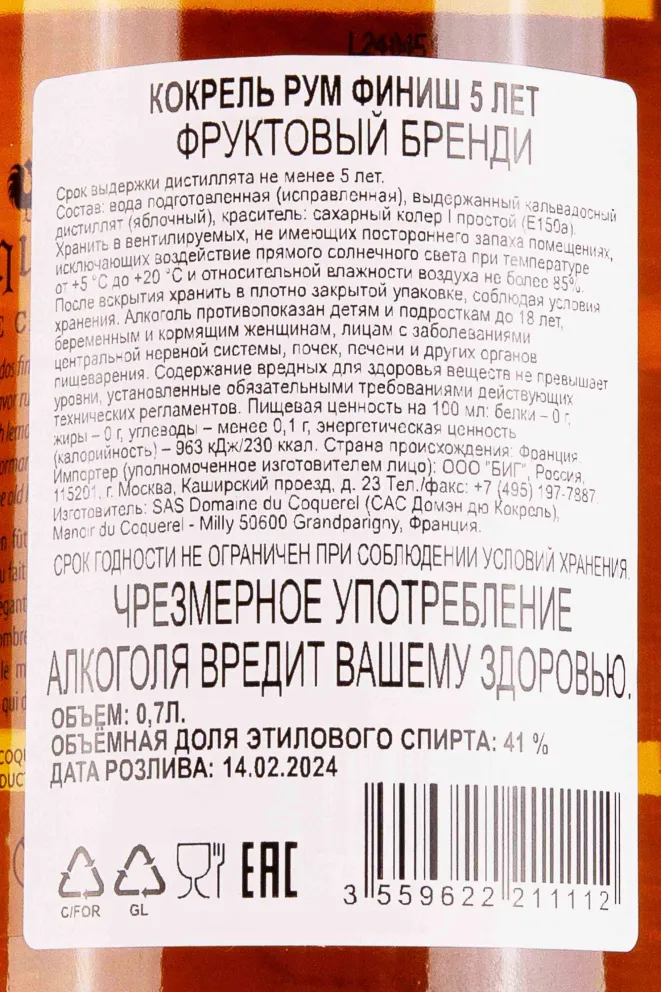 L24045
КОКРЕЛЬ РУМ ФИНИШ 5 ЛЕТ
ФРУКТОВЫЙ БРЕНДИ
Срок выдержки дистиллята не менее 5 лет.
Состав: вода подготовленная (исправленная), выдержанный кальвадосный
дистиллят (яблочный), краситель: сахарный колер I простой (Е150а).
Хранить в вентилируемых, не имеющих постороннего запаха помещениях,
исключающих воздействие прямого солнечного света при температуре
от +5 °С до +20 °С и относительной влажности воздуха не более 85%.
После вскрытия хранить в плотно закрытой упаковке, соблюдая условия
хранения. Алкоголь противопоказан детям и подросткам до 18 лет,
беременным и кормящим женщинам, лицам с заболеваниями
центральной нервной системы, почек, печени и других органов
пищеварения. Содержание вредных для здоровья веществ не превышает
уровни, установленные обязательными требованиями действующих
технических регламентов. Пищевая ценность на 100 мл: белки – 0 г,
жиры – 0 г, углеводы – менее 0,1 г, энергетическая ценность
(калорийность) – 963 кДж/230 ккал. Страна происхождения: Франция.
Импортер (уполномоченное изготовителем лицо): ООО "БИГ", Россия,
115201, г. Москва, Каширский проезд, д. 23 Тел./факс: +7 (495) 197-7887.
Изготовитель: SAS Domaine du Coquerel (САС Домэн дю Кокрель),
Manoir du Coquerel - Milly 50600 Grandparigny, Франция.
СРОК ГОДНОСТИ НЕ ОГРАНИЧЕН ПРИ СОБЛЮДЕНИИ УСЛОВИЙ ХРАНЕНИЯ.
ЧРЕЗМЕРНОЕ УПОТРЕБЛЕНИЕ
АЛКОГОЛЯ ВРЕДИТ ВАШЕМУ ЗДОРОВЬЮ.
ОБЪЕМ: 0,7Л.
ОБЪЁМНАЯ ДОЛЯ ЭТИЛОВОГО СПИРТА: 41 %
ДАТА РОЗЛИВА: 14.02.2024
C/FOR GL
ЕАС
3 559622 211112